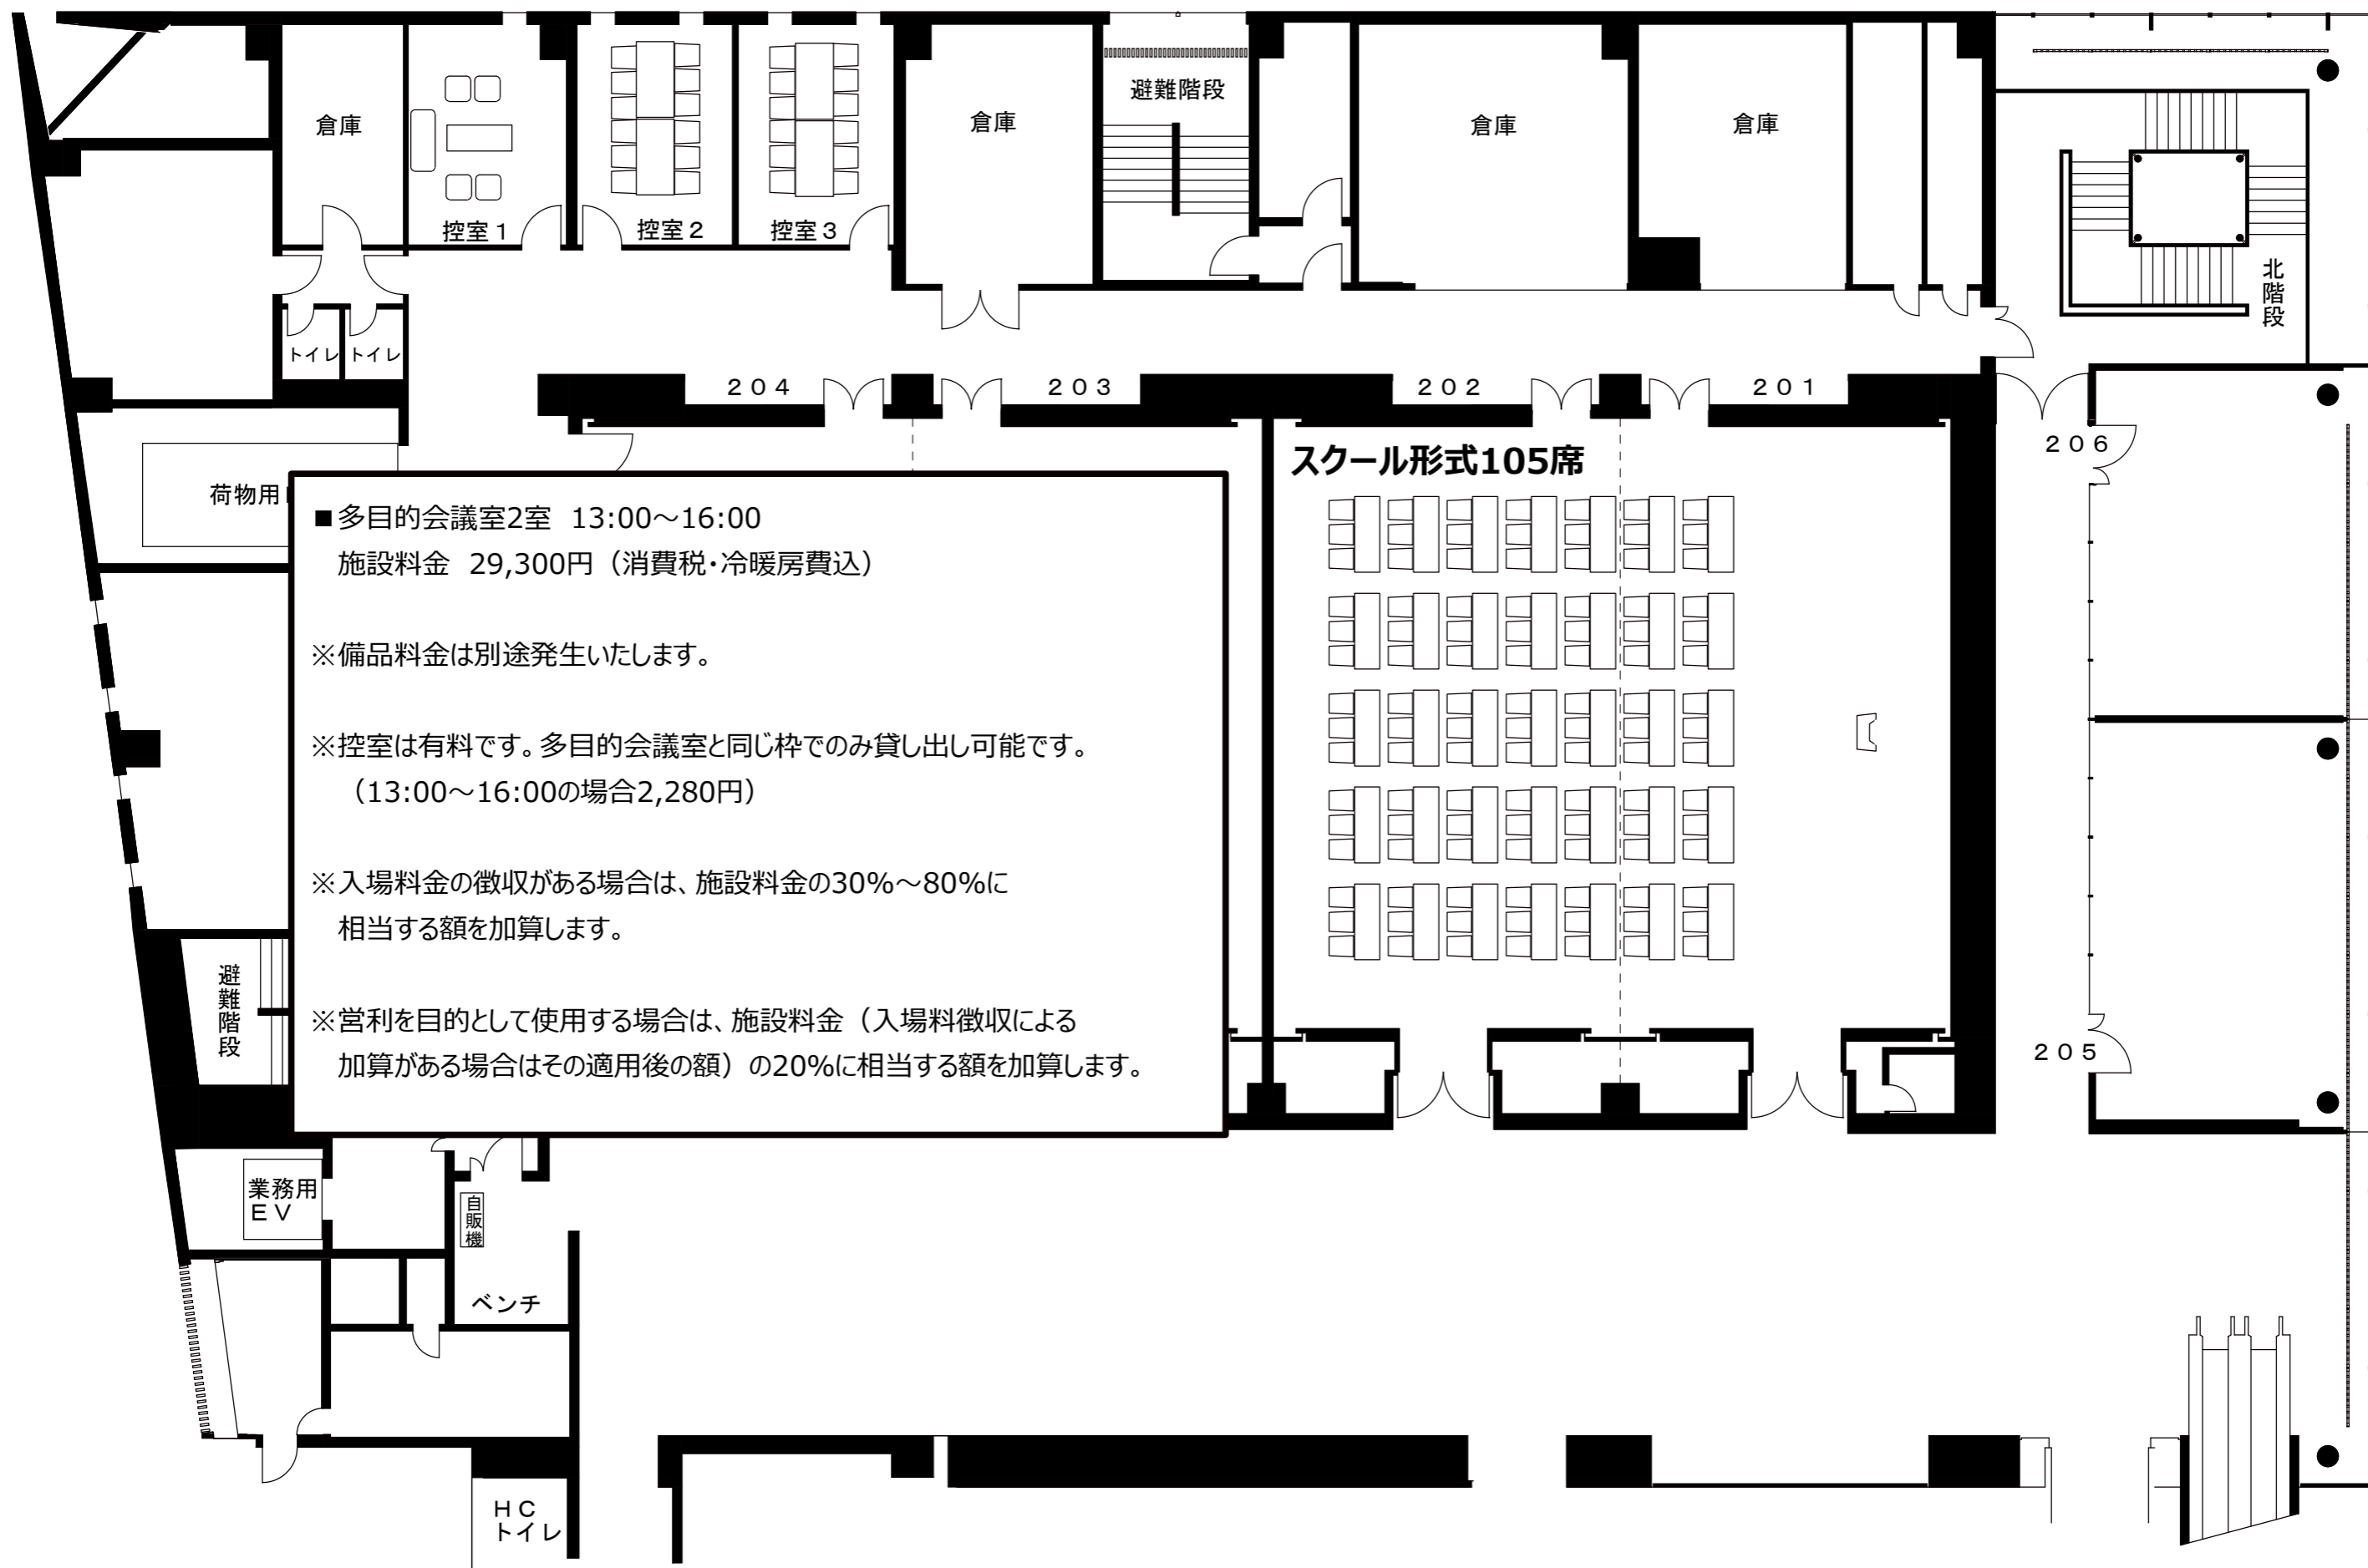 避難階段
倉庫
倉庫
倉庫
倉庫
控室１
控室２
控室３
北階段
トイレ
トイレ
２０４
２０３
２０２
２０１
２０６
スクール形式105席
荷物用
■多目的会議室2室 13:00～16:00
施設料金 29,300円（消費税・冷暖房費込）
※備品料金は別途発生いたします。
※控室は有料です。多目的会議室と同じ枠でのみ貸し出し可能です。
（13:00～16:00の場合2,280円）
※入場料金の徴収がある場合は、施設料金の30%～80%に
相当する額を加算します。
※営利を目的として使用する場合は、施設料金（入場料徴収による
加算がある場合はその適用後の額）の20%に相当する額を加算します。
避難階段
２０５
業務用
ＥＶ
自販機
ベンチ
ＨＣ
トイレ